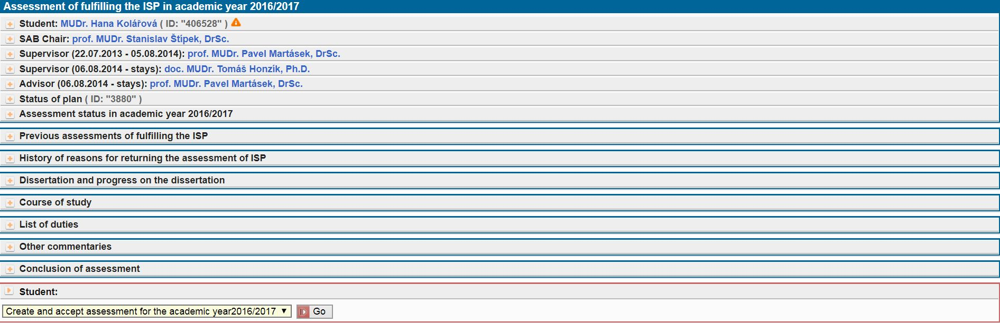 Assessment of fulfilling the ISP in academic year 2016/2017
Student: MUDr. Hana Kolářová ( ID: "406528" )
SAB Chair: prof. MUDr. Stanislav Štípek, DrSc.
Supervisor (22.07.2013 - 05.08.2014): prof. MUDr. Pavel Martásek, DrSc.
Supervisor (06.08.2014 - stays): doc. MUDr. Tomáš Honzík, Ph.D.
Advisor (06.08.2014 - stays): prof. MUDr. Pavel Martásek, DrSc.
Status of plan ( ID: "3880" )
Assessment status in academic year 2016/2017
Previous assessments of fulfilling the ISP
History of reasons for returning the assessment of ISP
Dissertation and progress on the dissertation
Course of study
List of duties
Other commentaries
Conclusion of assessment
Student:
Create and accept assessment for the academic year2016/2017 Go